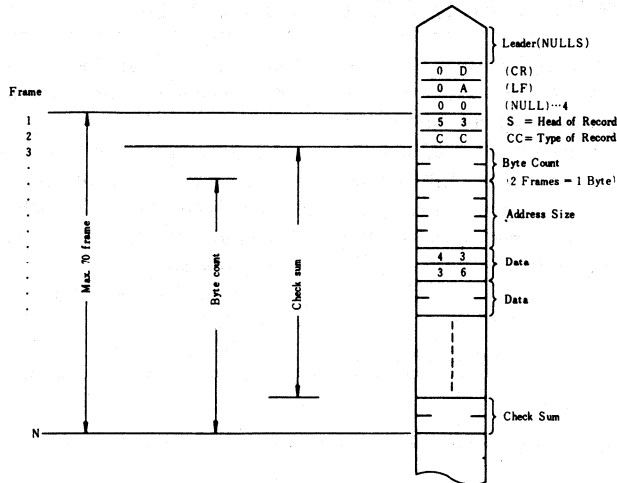 Leader(NULLS)
0 D (CR)
0 A (LF)
0 0 (NULL)…4
Frame
1 5 3 S = Head of Record
2 C C CC= Type of Record
3
Byte Count
(2 Frames = 1 Byte)
Address Size
4 3
3 6
Data
Data
Max. 70 frame
Byte count
Check sum
Check Sum
N